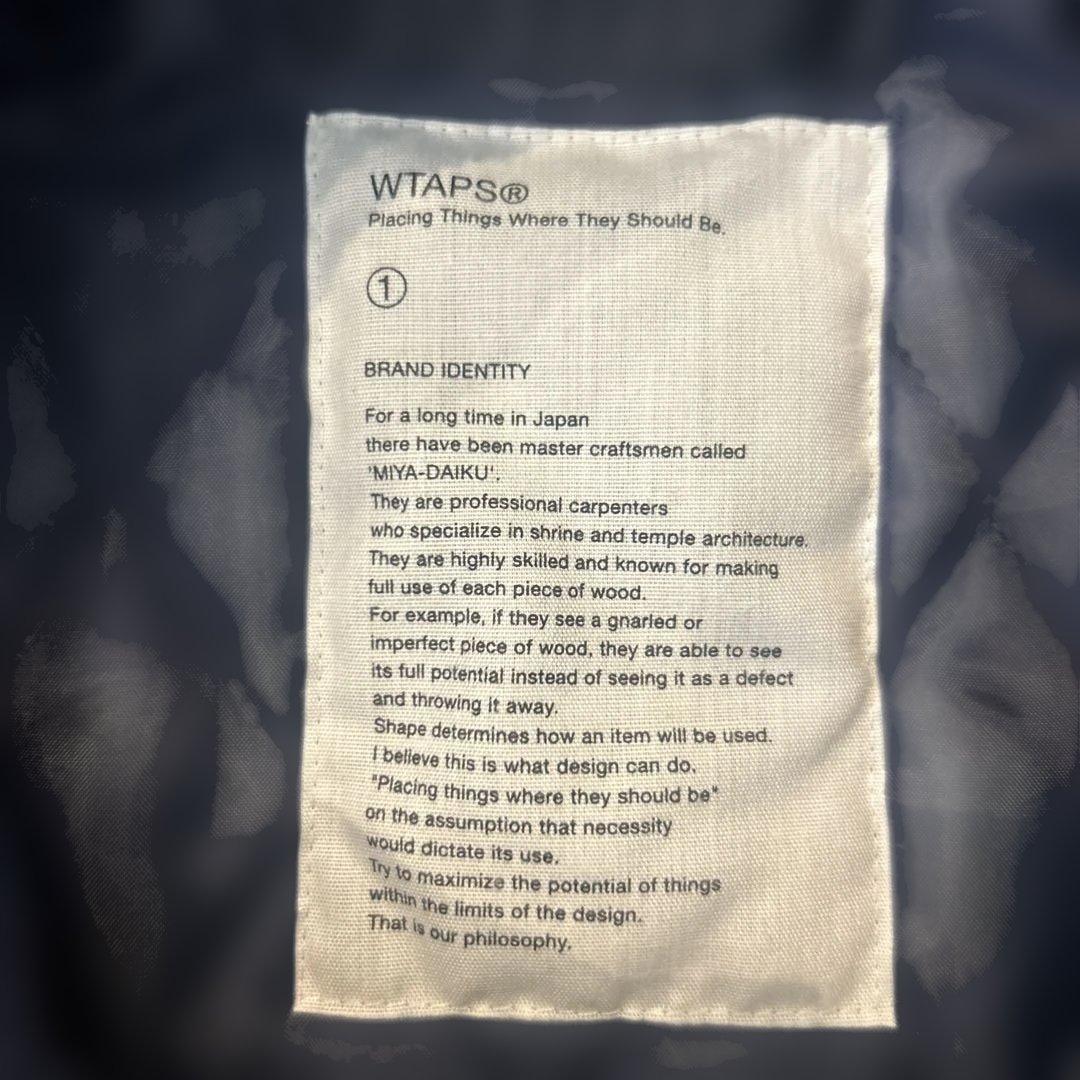 WTAPS®
Placing Things Where They Should Be.
①
BRAND IDENTITY
For a long time in Japan
there have been master craftsmen called
'MIYA-DAIKU'.
They are professional carpenters
who specialize in shrine and temple architecture.
They are highly skilled and known for making
full use of each piece of wood.
For example, if they see a gnarled or
imperfect piece of wood, they are able to see
its full potential instead of seeing it as a defect
and throwing it away.
Shape determines how an item will be used.
I believe this is what design can do.
"Placing things where they should be"
on the assumption that necessity
would dictate its use.
Try to maximize the potential of things
within the limits of the design.
That is our philosophy.